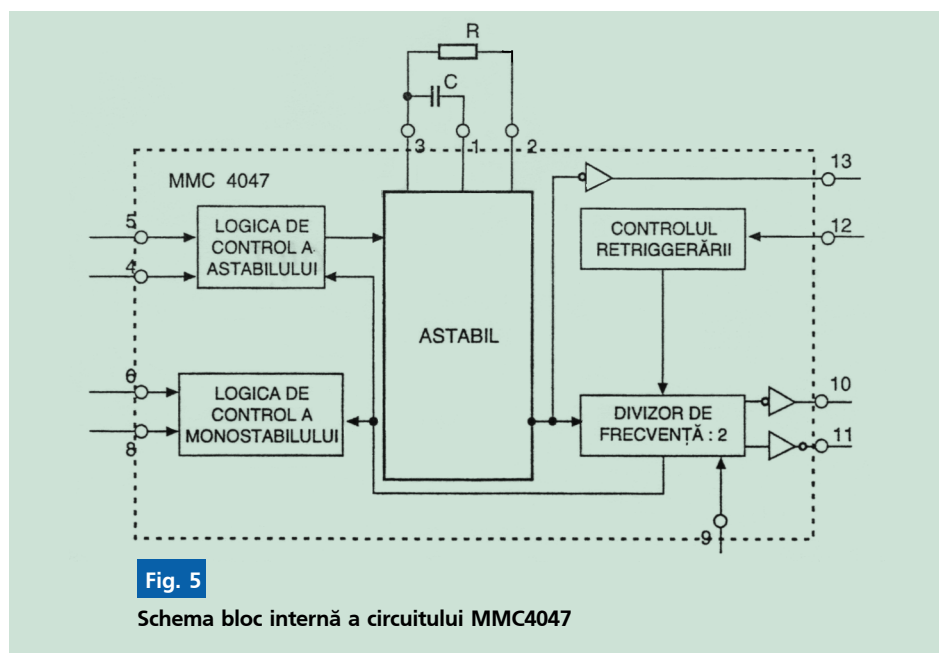 R
C
3
1
2
MMC 4047
13
5
LOGICA DE
CONTROL A
ASTABILULUI
4
CONTROLUL
RETRIGGERĂRII
12
ASTABIL
6
LOGICA DE
CONTROL A
MONOSTABILULUI
8
DIVIZOR DE
FRECVENȚĂ : 2
10
11
9
Fig. 5
Schema bloc internă a circuitului MMC4047